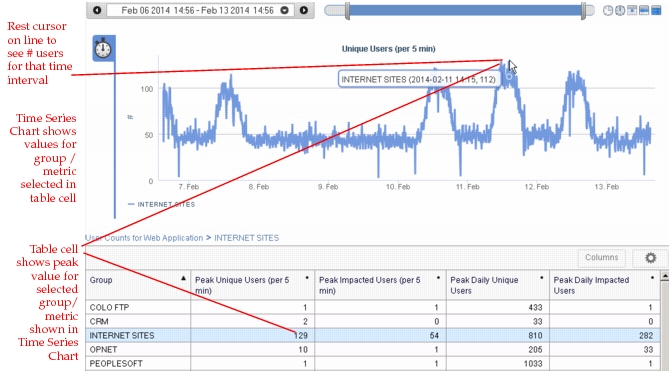 Feb 06 2014 14:56 - Feb 13 2014 14:56
Rest cursor
on line to
see # users
for that time
interval
Time Series
Chart shows
values for
group /
metric
selected in
table cell
Table cell
shows peak
value for
selected
group/
metric
shown in
Time Series
Chart
Unique Users (per 5 min)
INTERNET SITES (2014-02-11 14:15, 112)
#
100
50
0
7. Feb 8. Feb 9. Feb 10. Feb 11. Feb 12. Feb 13. Feb
INTERNET SITES
User Counts for Web Application > INTERNET SITES
Columns
Group Peak Unique Users (per 5 min) Peak Impacted Users (per 5 min) Peak Daily Unique Users Peak Daily Impacted Users
COLO FTP 1 1 433 1
CRM 2 0 33 0
INTERNET SITES 129 54 810 282
OPNET 10 1 205 33
PEOPLESOFT 1 1 1033 1